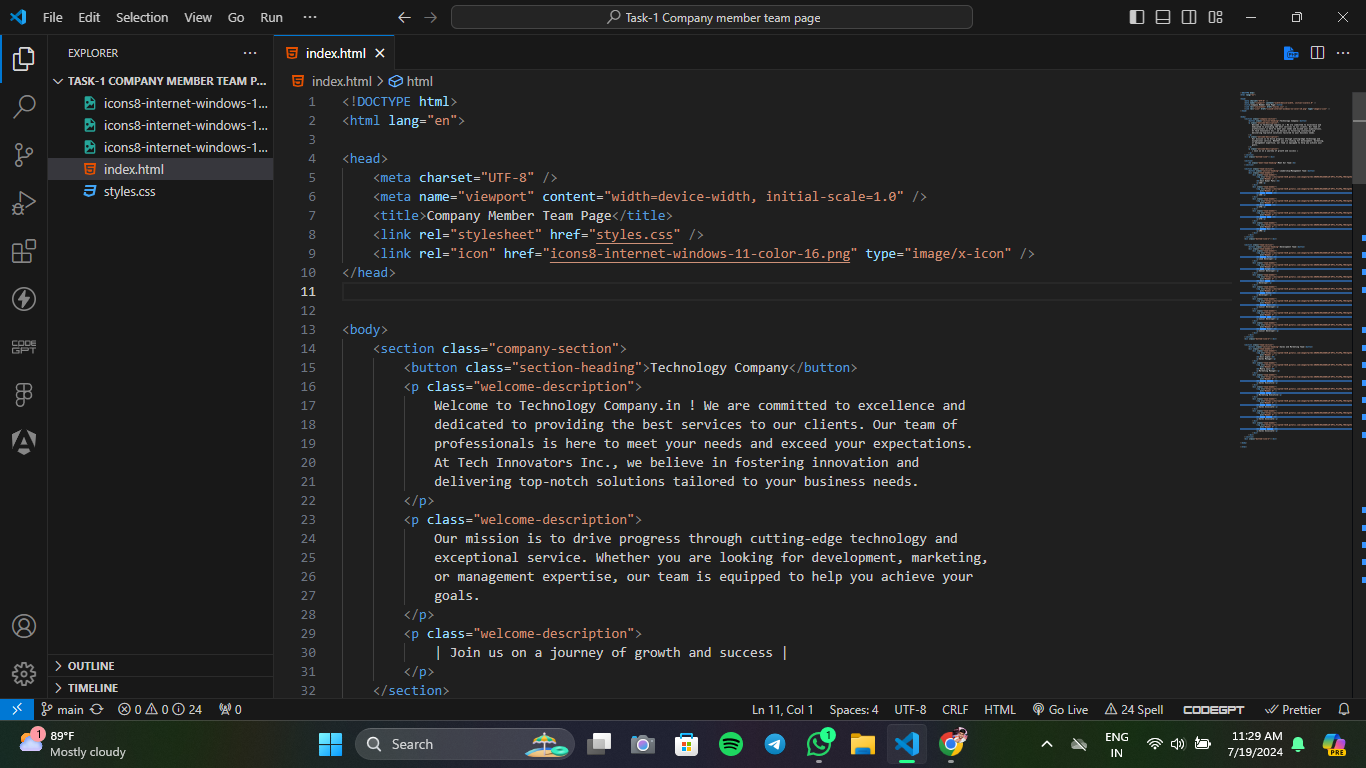 File Edit Selection View Go Run ···
Task-1 Company member team page
EXPLORER ···
TASK-1 COMPANY MEMBER TEAM P...
icons8-internet-windows-1...
icons8-internet-windows-1...
icons8-internet-windows-1...
index.html
styles.css
OUTLINE
TIMELINE
index.html
index.html > html
1 <!DOCTYPE html>
2 <html lang="en">
3
4 <head>
5 <meta charset="UTF-8" />
6 <meta name="viewport" content="width=device-width, initial-scale=1.0" />
7 <title>Company Member Team Page</title>
8 <link rel="stylesheet" href="styles.css" />
9 <link rel="icon" href="icons8-internet-windows-11-color-16.png" type="image/x-icon" />
10 </head>
11
12
13 <body>
14 <section class="company-section">
15 <button class="section-heading">Technology Company</button>
16 <p class="welcome-description">
17 Welcome to Technology Company.in ! We are committed to excellence and
18 dedicated to providing the best services to our clients. Our team of
19 professionals is here to meet your needs and exceed your expectations.
20 At Tech Innovators Inc., we believe in fostering innovation and
21 delivering top-notch solutions tailored to your business needs.
22 </p>
23 <p class="welcome-description">
24 Our mission is to drive progress through cutting-edge technology and
25 exceptional service. Whether you are looking for development, marketing,
26 or management expertise, our team is equipped to help you achieve your
27 goals.
28 </p>
29 <p class="welcome-description">
30 | Join us on a journey of growth and success |
31 </p>
32 </section>
CODE
GPT
main 0 0 24 0 Ln 11, Col 1 Spaces: 4 UTF-8 CRLF HTML Go Live 24 Spell CODEGPT Prettier
1
89°F
Mostly cloudy
Search
1
ENG
IN
11:29 AM
7/19/2024
PRE